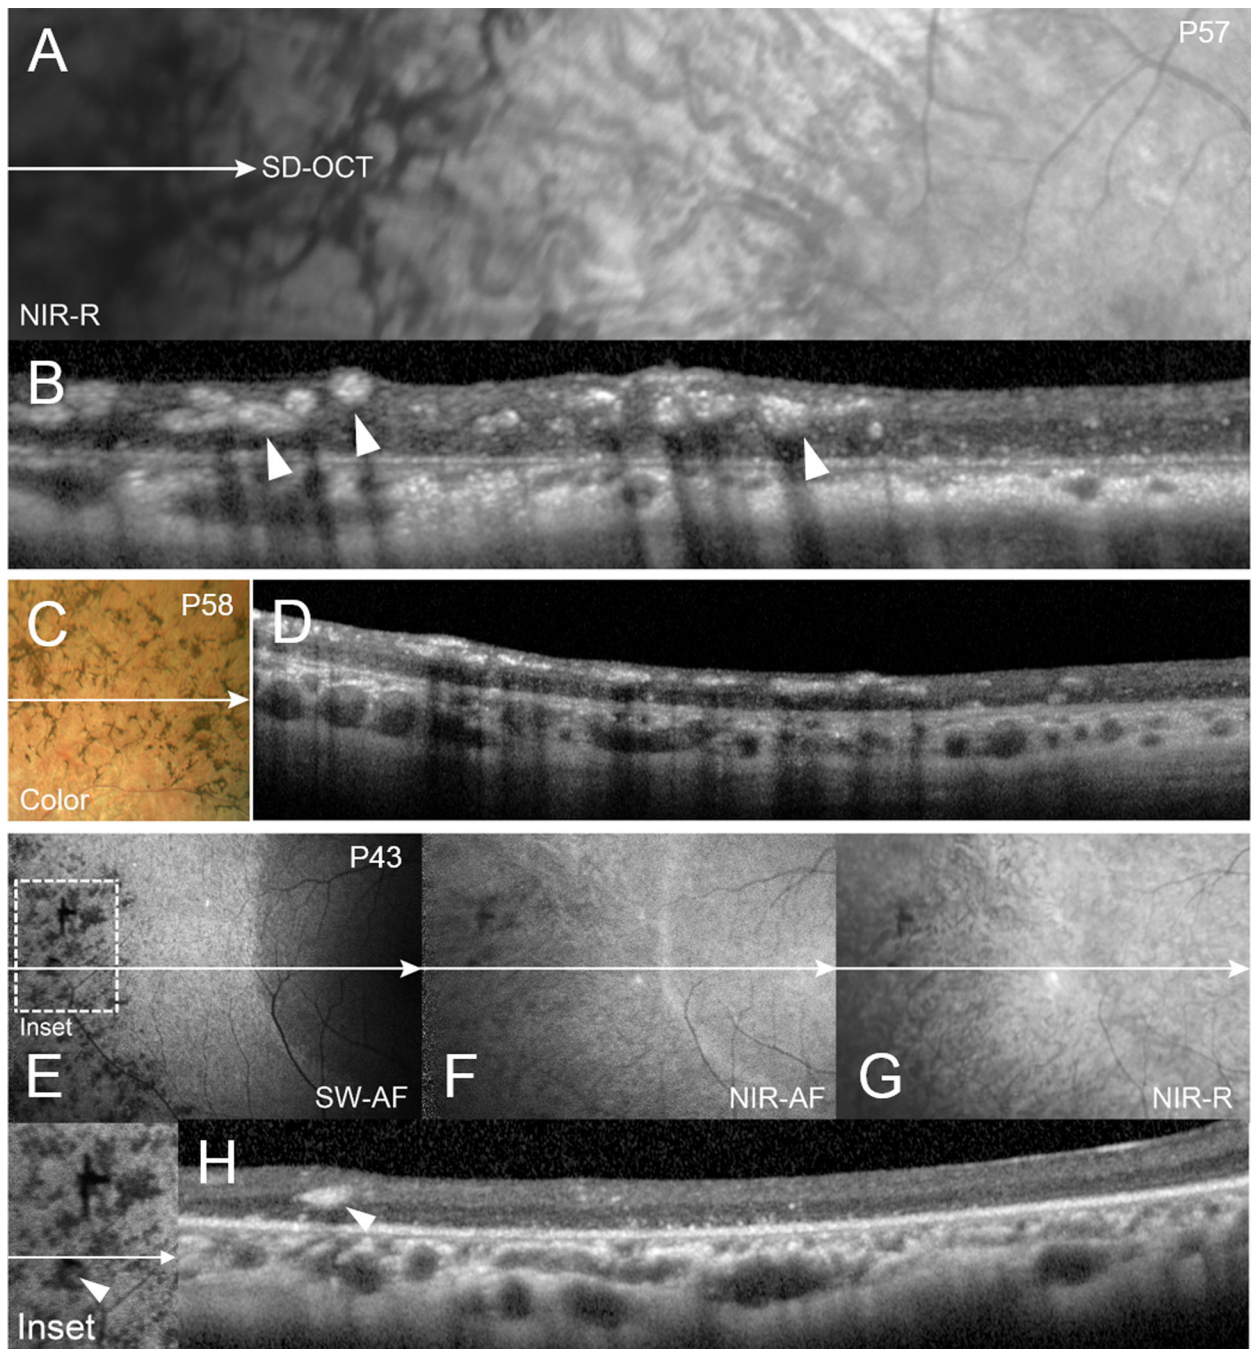 A
P57
SD-OCT
NIR-R
B
C
P58
Color
D
P43
Inset
E
SW-AF
F
NIR-AF
G
NIR-R
H
Inset